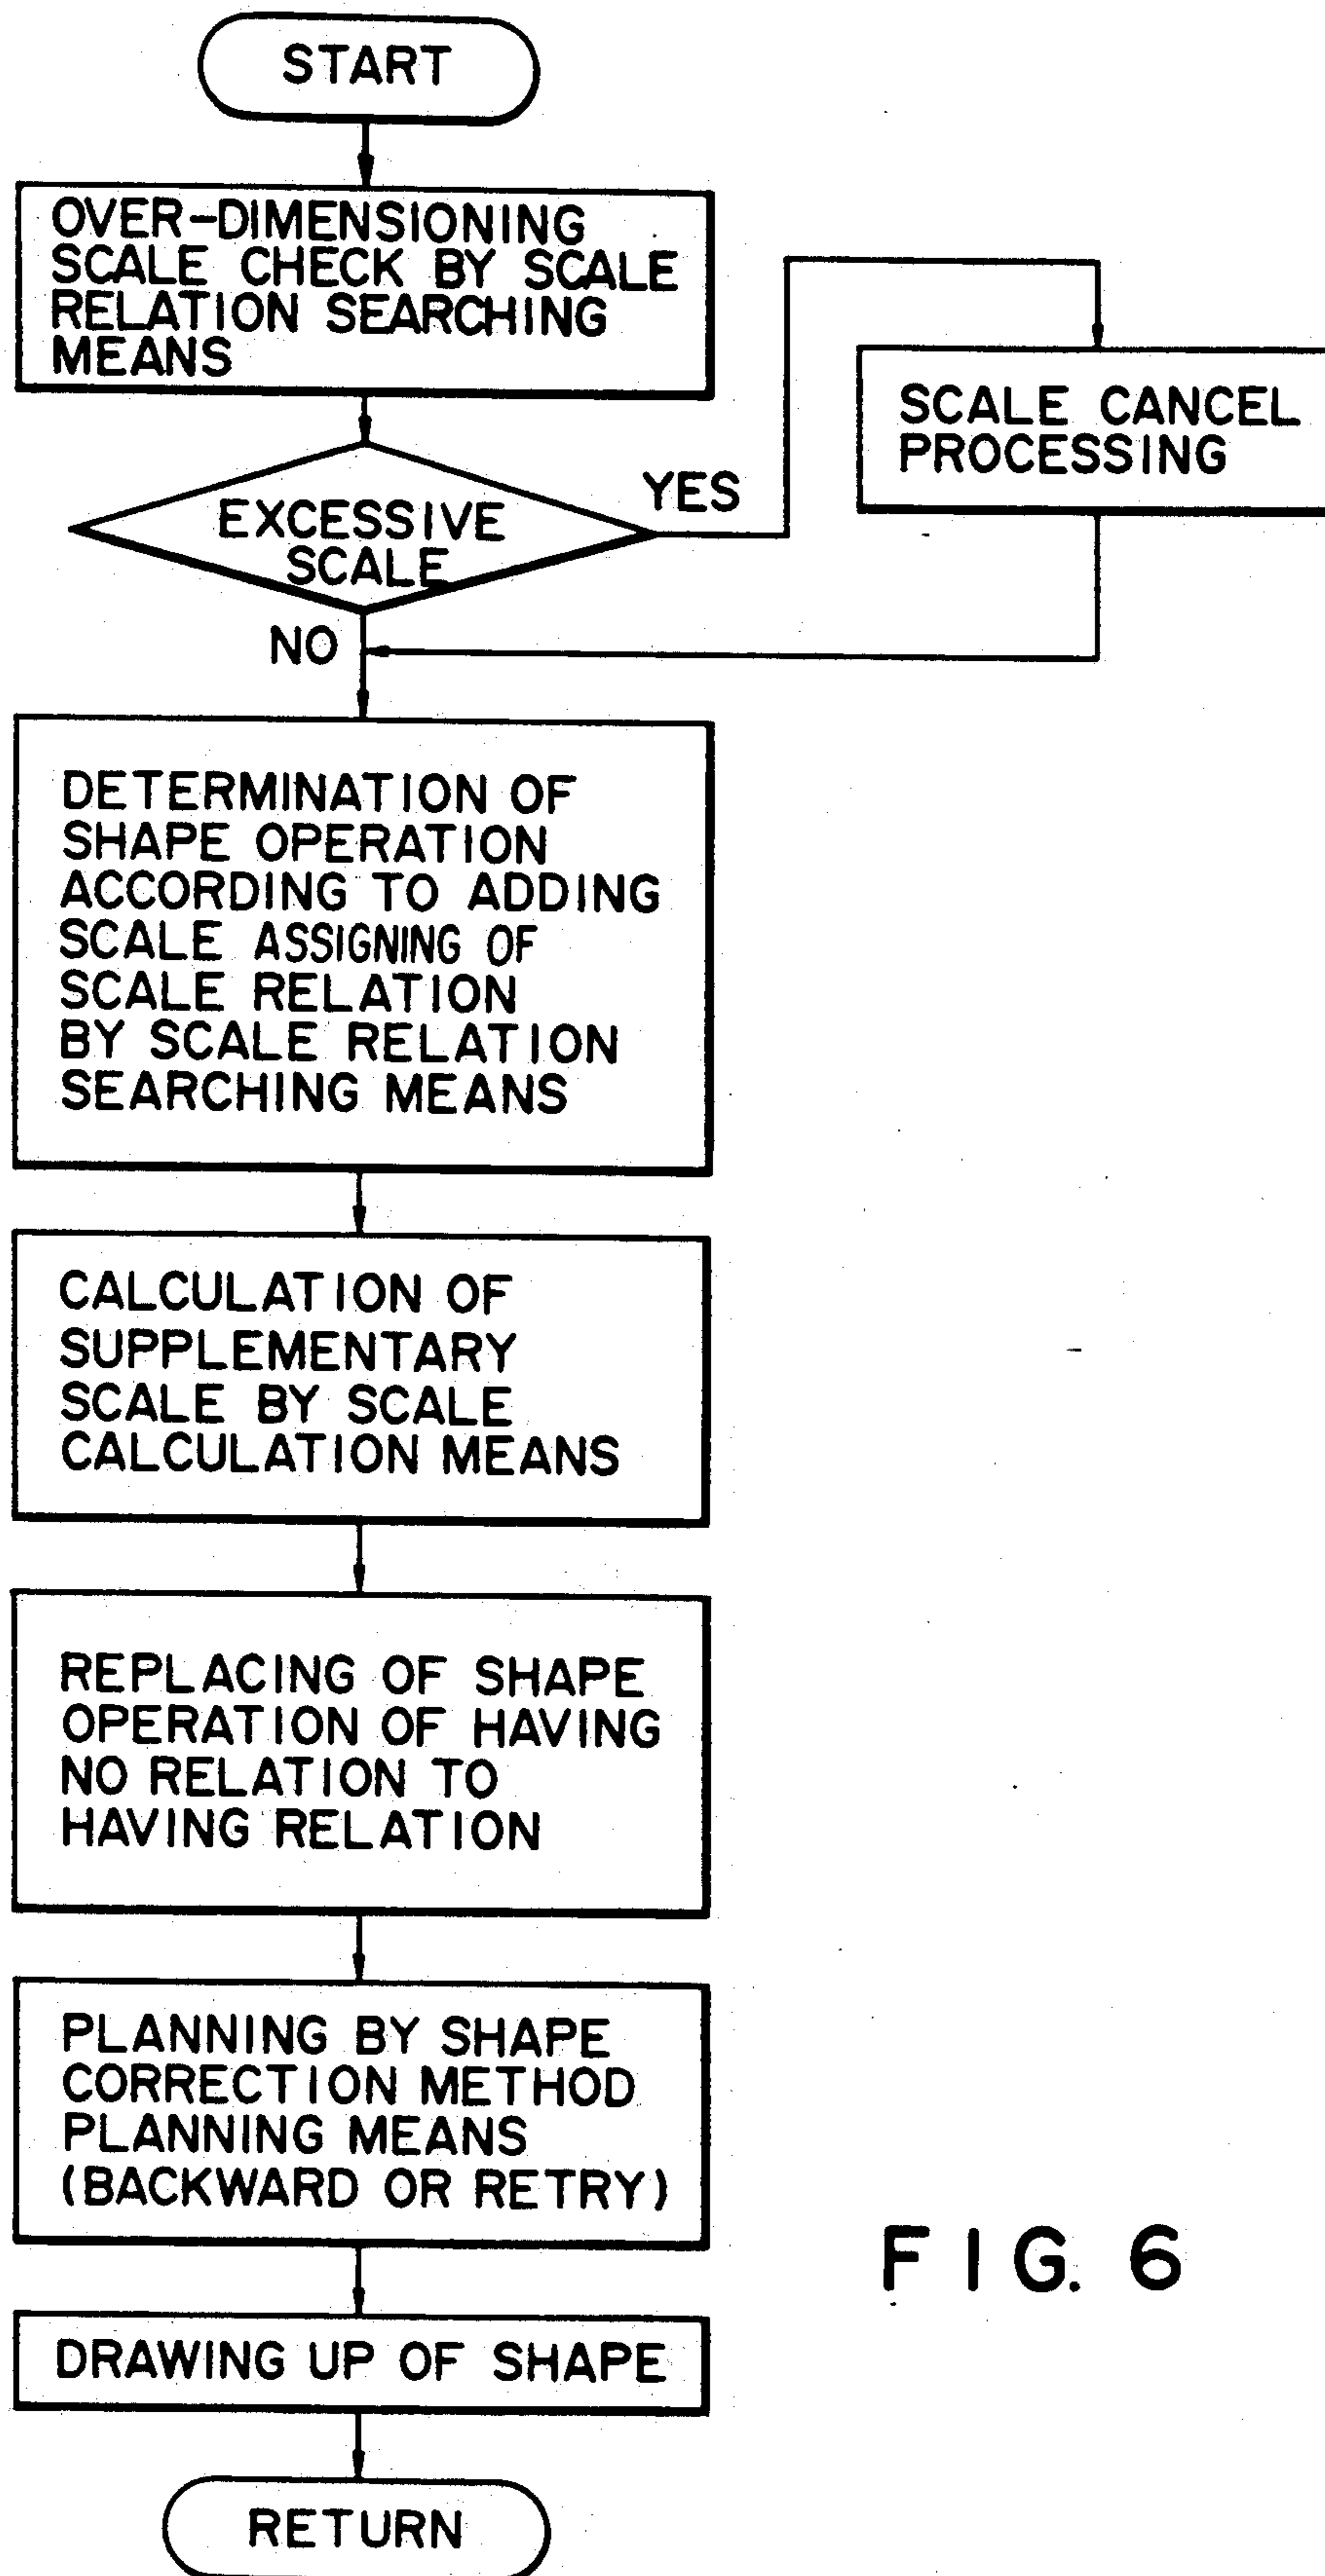 START
OVER-DIMENSIONING
SCALE CHECK BY SCALE
RELATION SEARCHING
MEANS
SCALE CANCEL
PROCESSING
YES
EXCESSIVE
SCALE
NO
DETERMINATION OF
SHAPE OPERATION
ACCORDING TO ADDING
SCALE ASSIGNING OF
SCALE RELATION
BY SCALE RELATION
SEARCHING MEANS
CALCULATION OF
SUPPLEMENTARY
SCALE BY SCALE
CALCULATION MEANS
REPLACING OF SHAPE
OPERATION OF HAVING
NO RELATION TO
HAVING RELATION
PLANNING BY SHAPE
CORRECTION METHOD
PLANNING MEANS
(BACKWARD OR RETRY)
FIG. 6
DRAWING UP OF SHAPE
RETURN